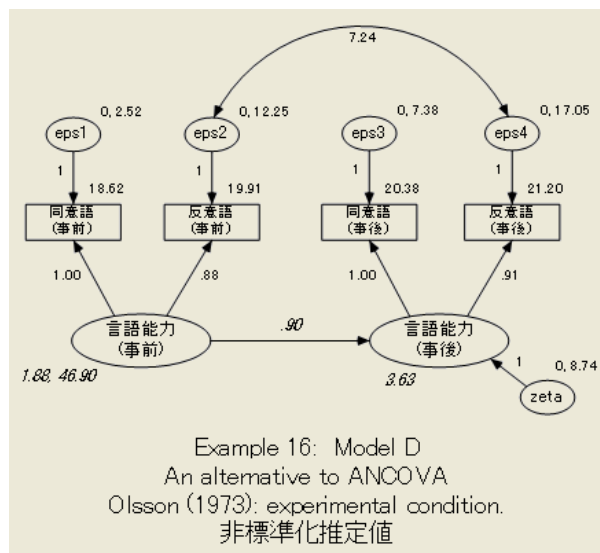 7.24
0, 2.52
0, 12.25
0, 7.38
0, 17.05
eps1
eps2
eps3
eps4
1
1
1
1
18.62
19.91
20.38
21.20
同意語
(事前)
反意語
(事前)
同意語
(事後)
反意語
(事後)
1.00
.88
1.00
.91
言語能力
(事前)
.90
言語能力
(事後)
1.88, 46.90
3.63
1
0, 8.74
zeta
Example 16: Model D
An alternative to ANCOVA
Olsson (1973): experimental condition.
非標準化推定値